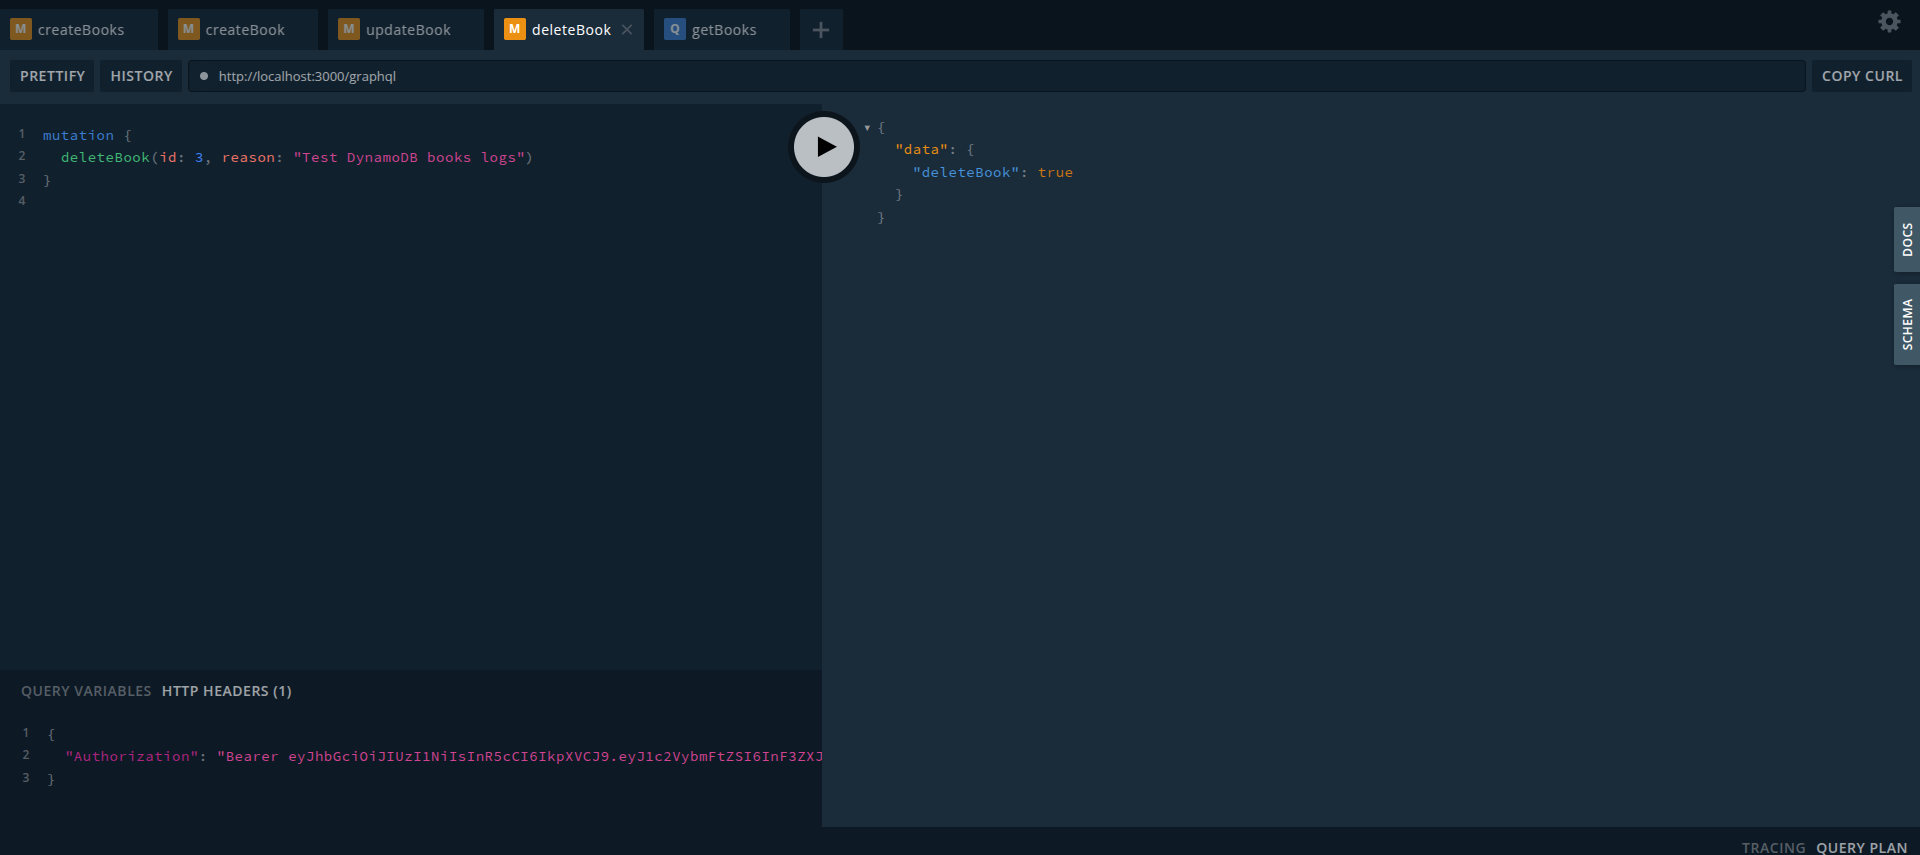 M createBooks M createBook M updateBook M deleteBook Q getBooks
PRETTIFY HISTORY http://localhost:3000/graphql COPY CURL
1 mutation {
2 deleteBook(id: 3, reason: "Test DynamoDB books logs")
3 }
4
{
"data": {
"deleteBook": true
}
}
DOCS
SCHEMA
QUERY VARIABLES HTTP HEADERS (1)
1 {
2 "Authorization": "Bearer eyJhbGciOiJIUzI1NiIsInR5cCI6IkpXVCJ9.eyJ1c2VybmFtZSI6InF3ZXJ
3 }
TRACING QUERY PLAN